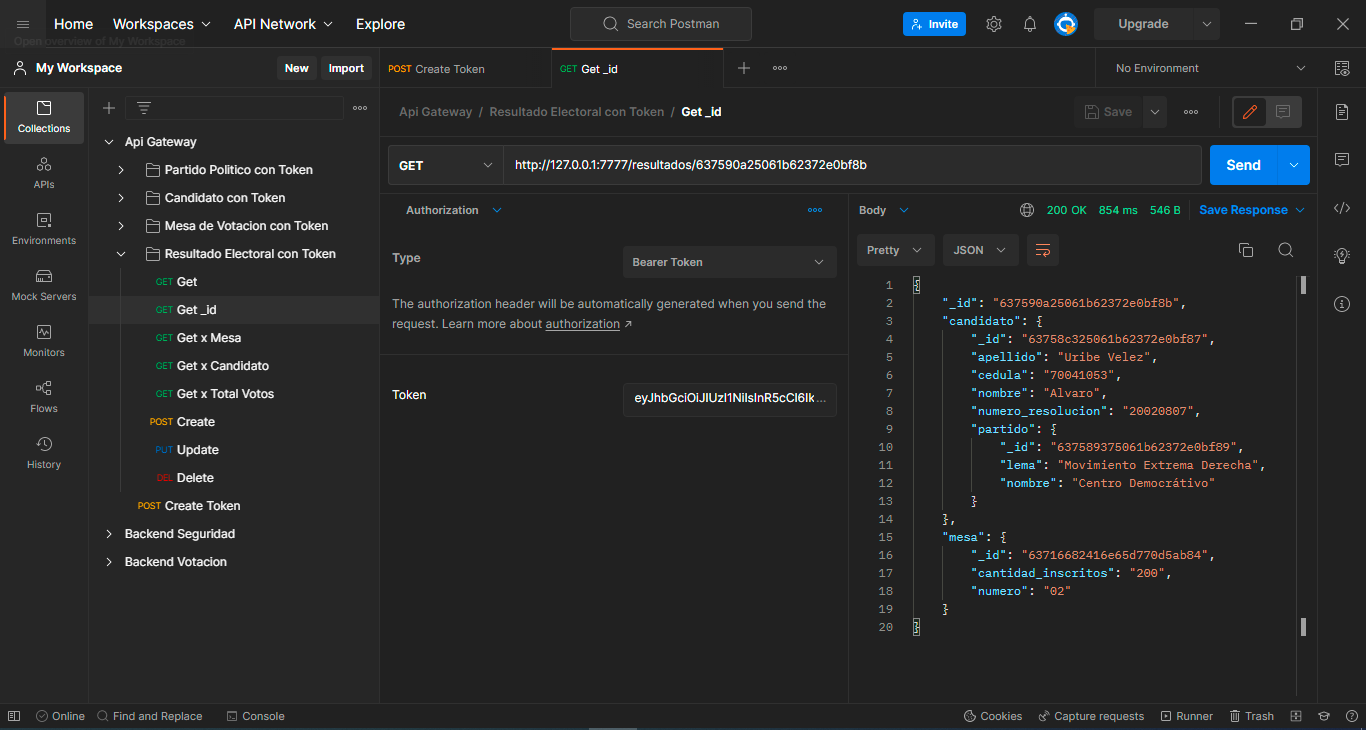 Home Workspaces API Network Explore Search Postman Invite Upgrade
Open overview of My Workspace
My Workspace New Import POST Create Token GET Get _id No Environment
Collections
APIs
Environments
Mock Servers
Monitors
Flows
History
Api Gateway
Partido Politico con Token
Candidato con Token
Mesa de Votacion con Token
Resultado Electoral con Token
GET Get
GET Get _id
GET Get x Mesa
GET Get x Candidato
GET Get x Total Votos
POST Create
PUT Update
DEL Delete
POST Create Token
Backend Seguridad
Backend Votacion
Api Gateway / Resultado Electoral con Token / Get _id Save
GET http://127.0.0.1:7777/resultados/637590a25061b62372e0bf8b Send
Authorization
Type Bearer Token
The authorization header will be automatically generated when you send the
request. Learn more about authorization ↗
Token eyJhbGciOiJIUzI1NiIsInR5cCI6Ik...
Body 200 OK 854 ms 546 B Save Response
Pretty JSON
1 {
2 "_id": "637590a25061b62372e0bf8b",
3 "candidato": {
4 "_id": "63758c325061b62372e0bf87",
5 "apellido": "Uribe Velez",
6 "cedula": "70041053",
7 "nombre": "Alvaro",
8 "numero_resolucion": "20020807",
9 "partido": {
10 "_id": "637589375061b62372e0bf89",
11 "lema": "Movimiento Extrema Derecha",
12 "nombre": "Centro Democrátivo"
13 }
14 },
15 "mesa": {
16 "_id": "63716682416e65d770d5ab84",
17 "cantidad_inscritos": "200",
18 "numero": "02"
19 }
20 }
Online Find and Replace Console Cookies Capture requests Runner Trash